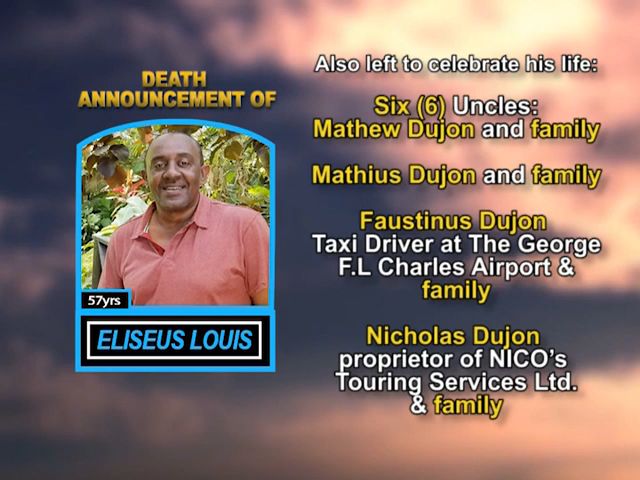 DEATH
ANNOUNCEMENT OF
57yrs
ELISEUS LOUIS
Also left to celebrate his life:
Six (6) Uncles:
Mathew Dujon and family
Mathius Dujon and family
Faustinus Dujon
Taxi Driver at The George
F.L Charles Airport &
family
Nicholas Dujon
proprietor of NICO's
Touring Services Ltd.
& family